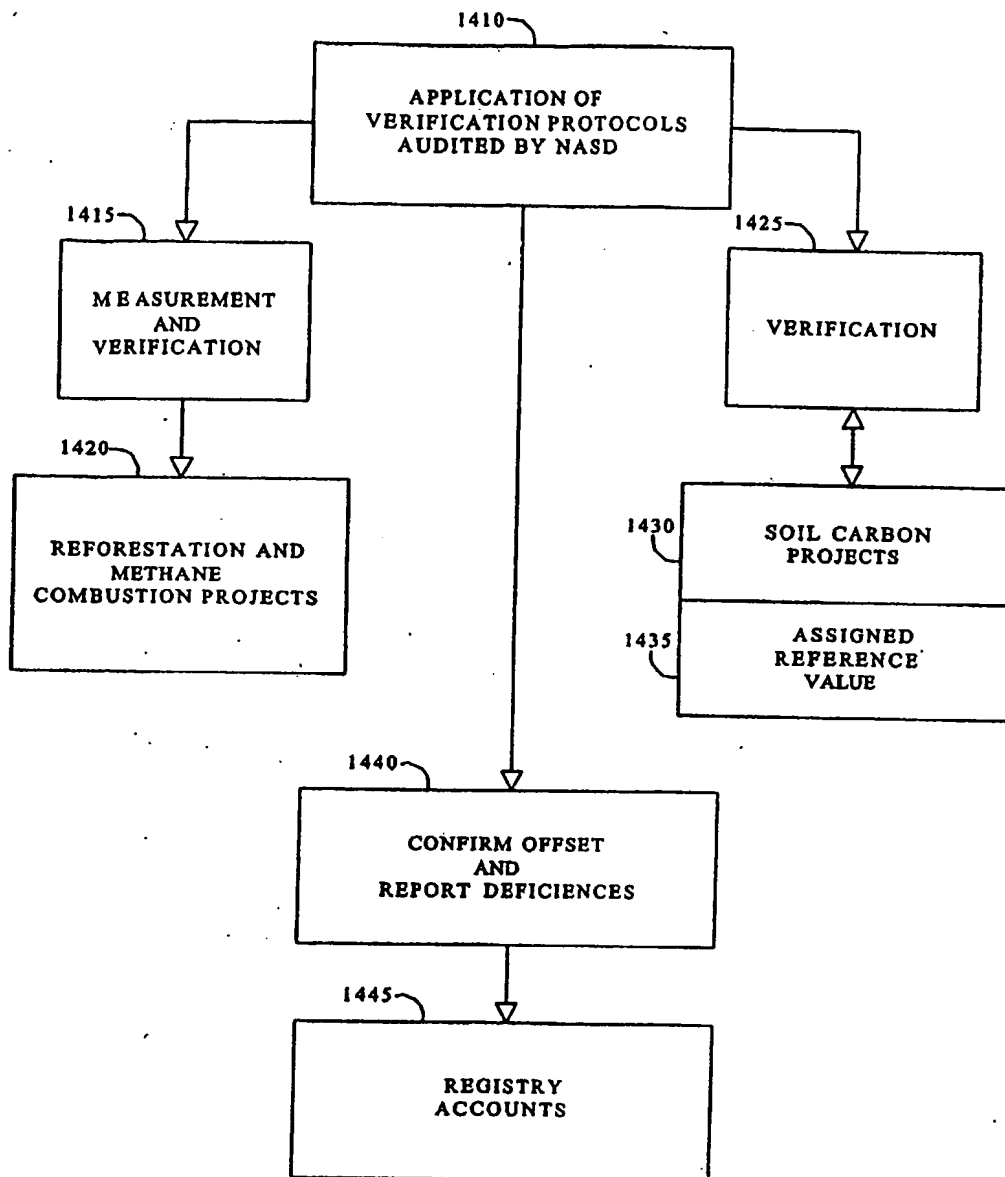 1410
APPLICATION OF
VERIFICATION PROTOCOLS
AUDITED BY NASD
1415
MEASUREMENT
AND
VERIFICATION
1425
VERIFICATION
1420
REFORESTATION AND
METHANE
COMBUSTION PROJECTS
1430
SOIL CARBON
PROJECTS
1435
ASSIGNED
REFERENCE
VALUE
1440
CONFIRM OFFSET
AND
REPORT DEFICIENCES
1445
REGISTRY
ACCOUNTS